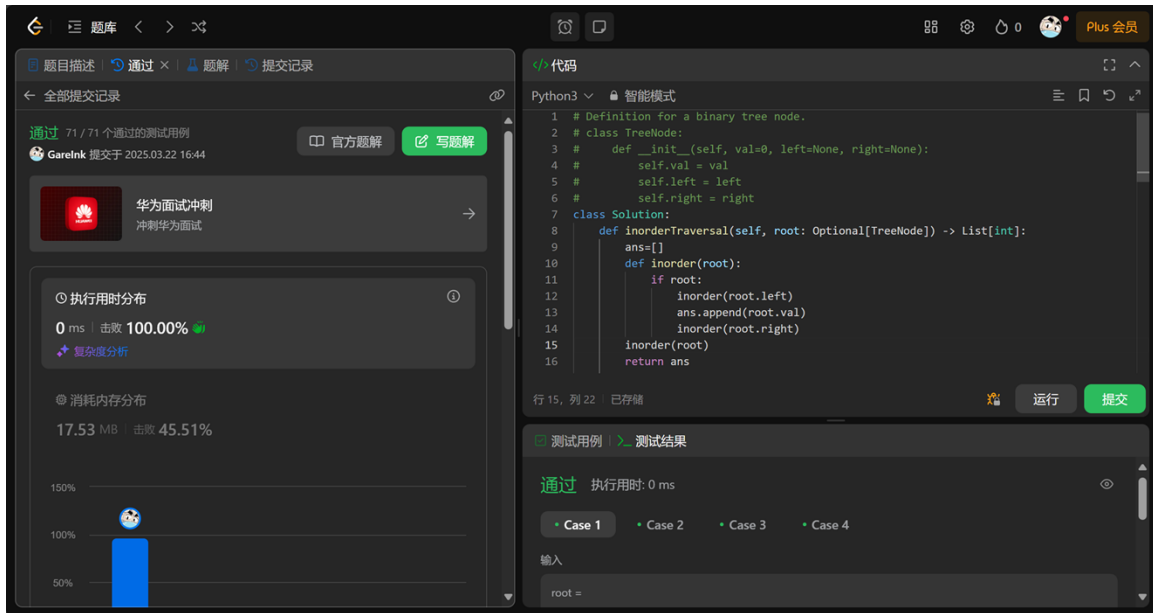 题库
0
Plus 会员
题目描述
通过
题解
提交记录
全部提交记录
通过 71 / 71 个通过的测试用例
GareInk 提交于 2025.03.22 16:44
官方题解
写题解
HUAWEI
华为面试冲刺
冲刺华为面试
执行用时分布
0 ms 击败 100.00%
复杂度分析
消耗内存分布
17.53 MB 击败 45.51%
150%
100%
50%
</>代码
Python3 智能模式
1 # Definition for a binary tree node.
2 # class TreeNode:
3 #     def __init__(self, val=0, left=None, right=None):
4 #         self.val = val
5 #         self.left = left
6 #         self.right = right
7 class Solution:
8     def inorderTraversal(self, root: Optional[TreeNode]) -> List[int]:
9         ans=[]
10         def inorder(root):
11             if root:
12                 inorder(root.left)
13                 ans.append(root.val)
14                 inorder(root.right)
15         inorder(root)
16         return ans
行 15，列 22 已存储
运行
提交
测试用例
测试结果
通过 执行用时: 0 ms
• Case 1 • Case 2 • Case 3 • Case 4
输入
root =